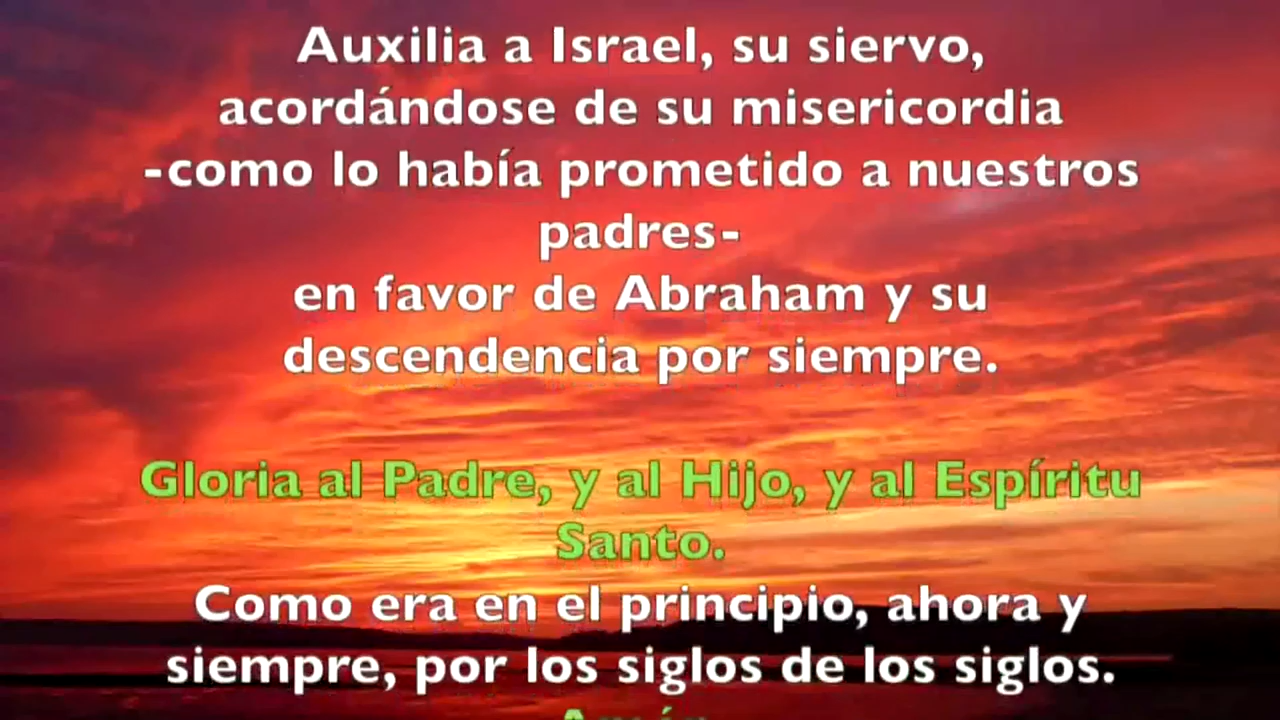 Auxilia a Israel, su siervo,
acordándose de su misericordia
-como lo había prometido a nuestros
padres-
en favor de Abraham y su
descendencia por siempre.
Gloria al Padre, y al Hijo, y al Espíritu
Santo.
Como era en el principio, ahora y
siempre, por los siglos de los siglos.